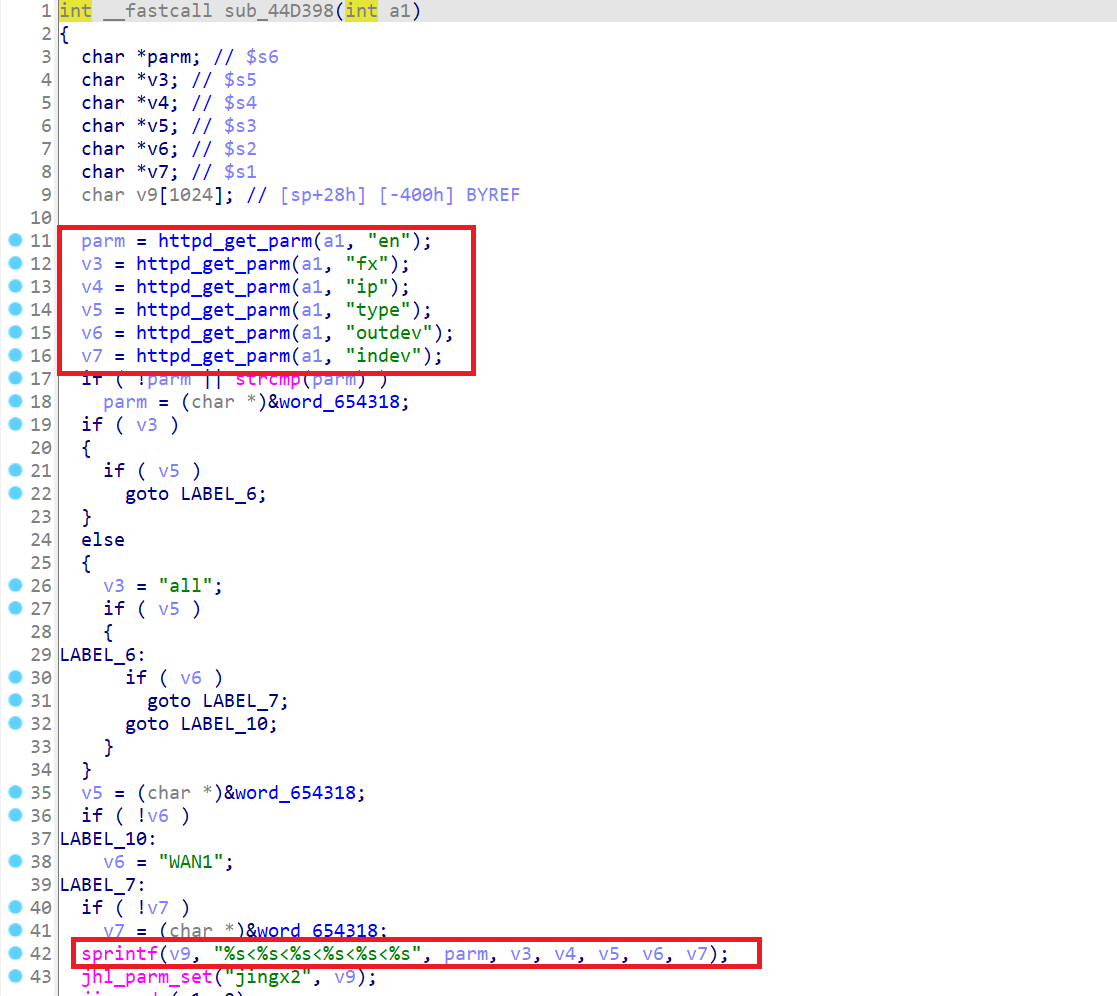 1 int __fastcall sub_44D398(int a1)
2 {
3 char *parm; // $s6
4 char *v3; // $s5
5 char *v4; // $s4
6 char *v5; // $s3
7 char *v6; // $s2
8 char *v7; // $s1
9 char v9[1024]; // [sp+28h] [-400h] BYREF
10
11 parm = httpd_get_parm(a1, "en");
12 v3 = httpd_get_parm(a1, "fx");
13 v4 = httpd_get_parm(a1, "ip");
14 v5 = httpd_get_parm(a1, "type");
15 v6 = httpd_get_parm(a1, "outdev");
16 v7 = httpd_get_parm(a1, "indev");
17 if ( !parm || strcmp(parm) )
18 parm = (char *)&word_654318;
19 if ( v3 )
20 {
21 if ( v5 )
22 goto LABEL_6;
23 }
24 else
25 {
26 v3 = "all";
27 if ( v5 )
28 {
29 LABEL_6:
30 if ( v6 )
31 goto LABEL_7;
32 goto LABEL_10;
33 }
34 }
35 v5 = (char *)&word_654318;
36 if ( !v6 )
37 LABEL_10:
38 v6 = "WAN1";
39 LABEL_7:
40 if ( !v7 )
41 v7 = (char *)&word_654318;
42 sprintf(v9, "%s<%s<%s<%s<%s<%s", parm, v3, v4, v5, v6, v7);
43 jhl_parm_set("jingx2", v9);